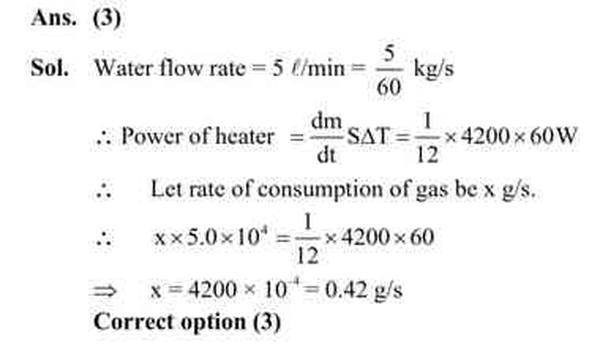 Ans. (3)
Sol. Water flow rate = 5 ℓ/min = 5/60 kg/s
∴ Power of heater = dm/dt SΔT = 1/12 × 4200 × 60W
∴ Let rate of consumption of gas be x g/s.
∴ x × 5.0 × 10⁴ = 1/12 × 4200 × 60
⇒ x = 4200 × 10⁻⁴ = 0.42 g/s
Correct option (3)